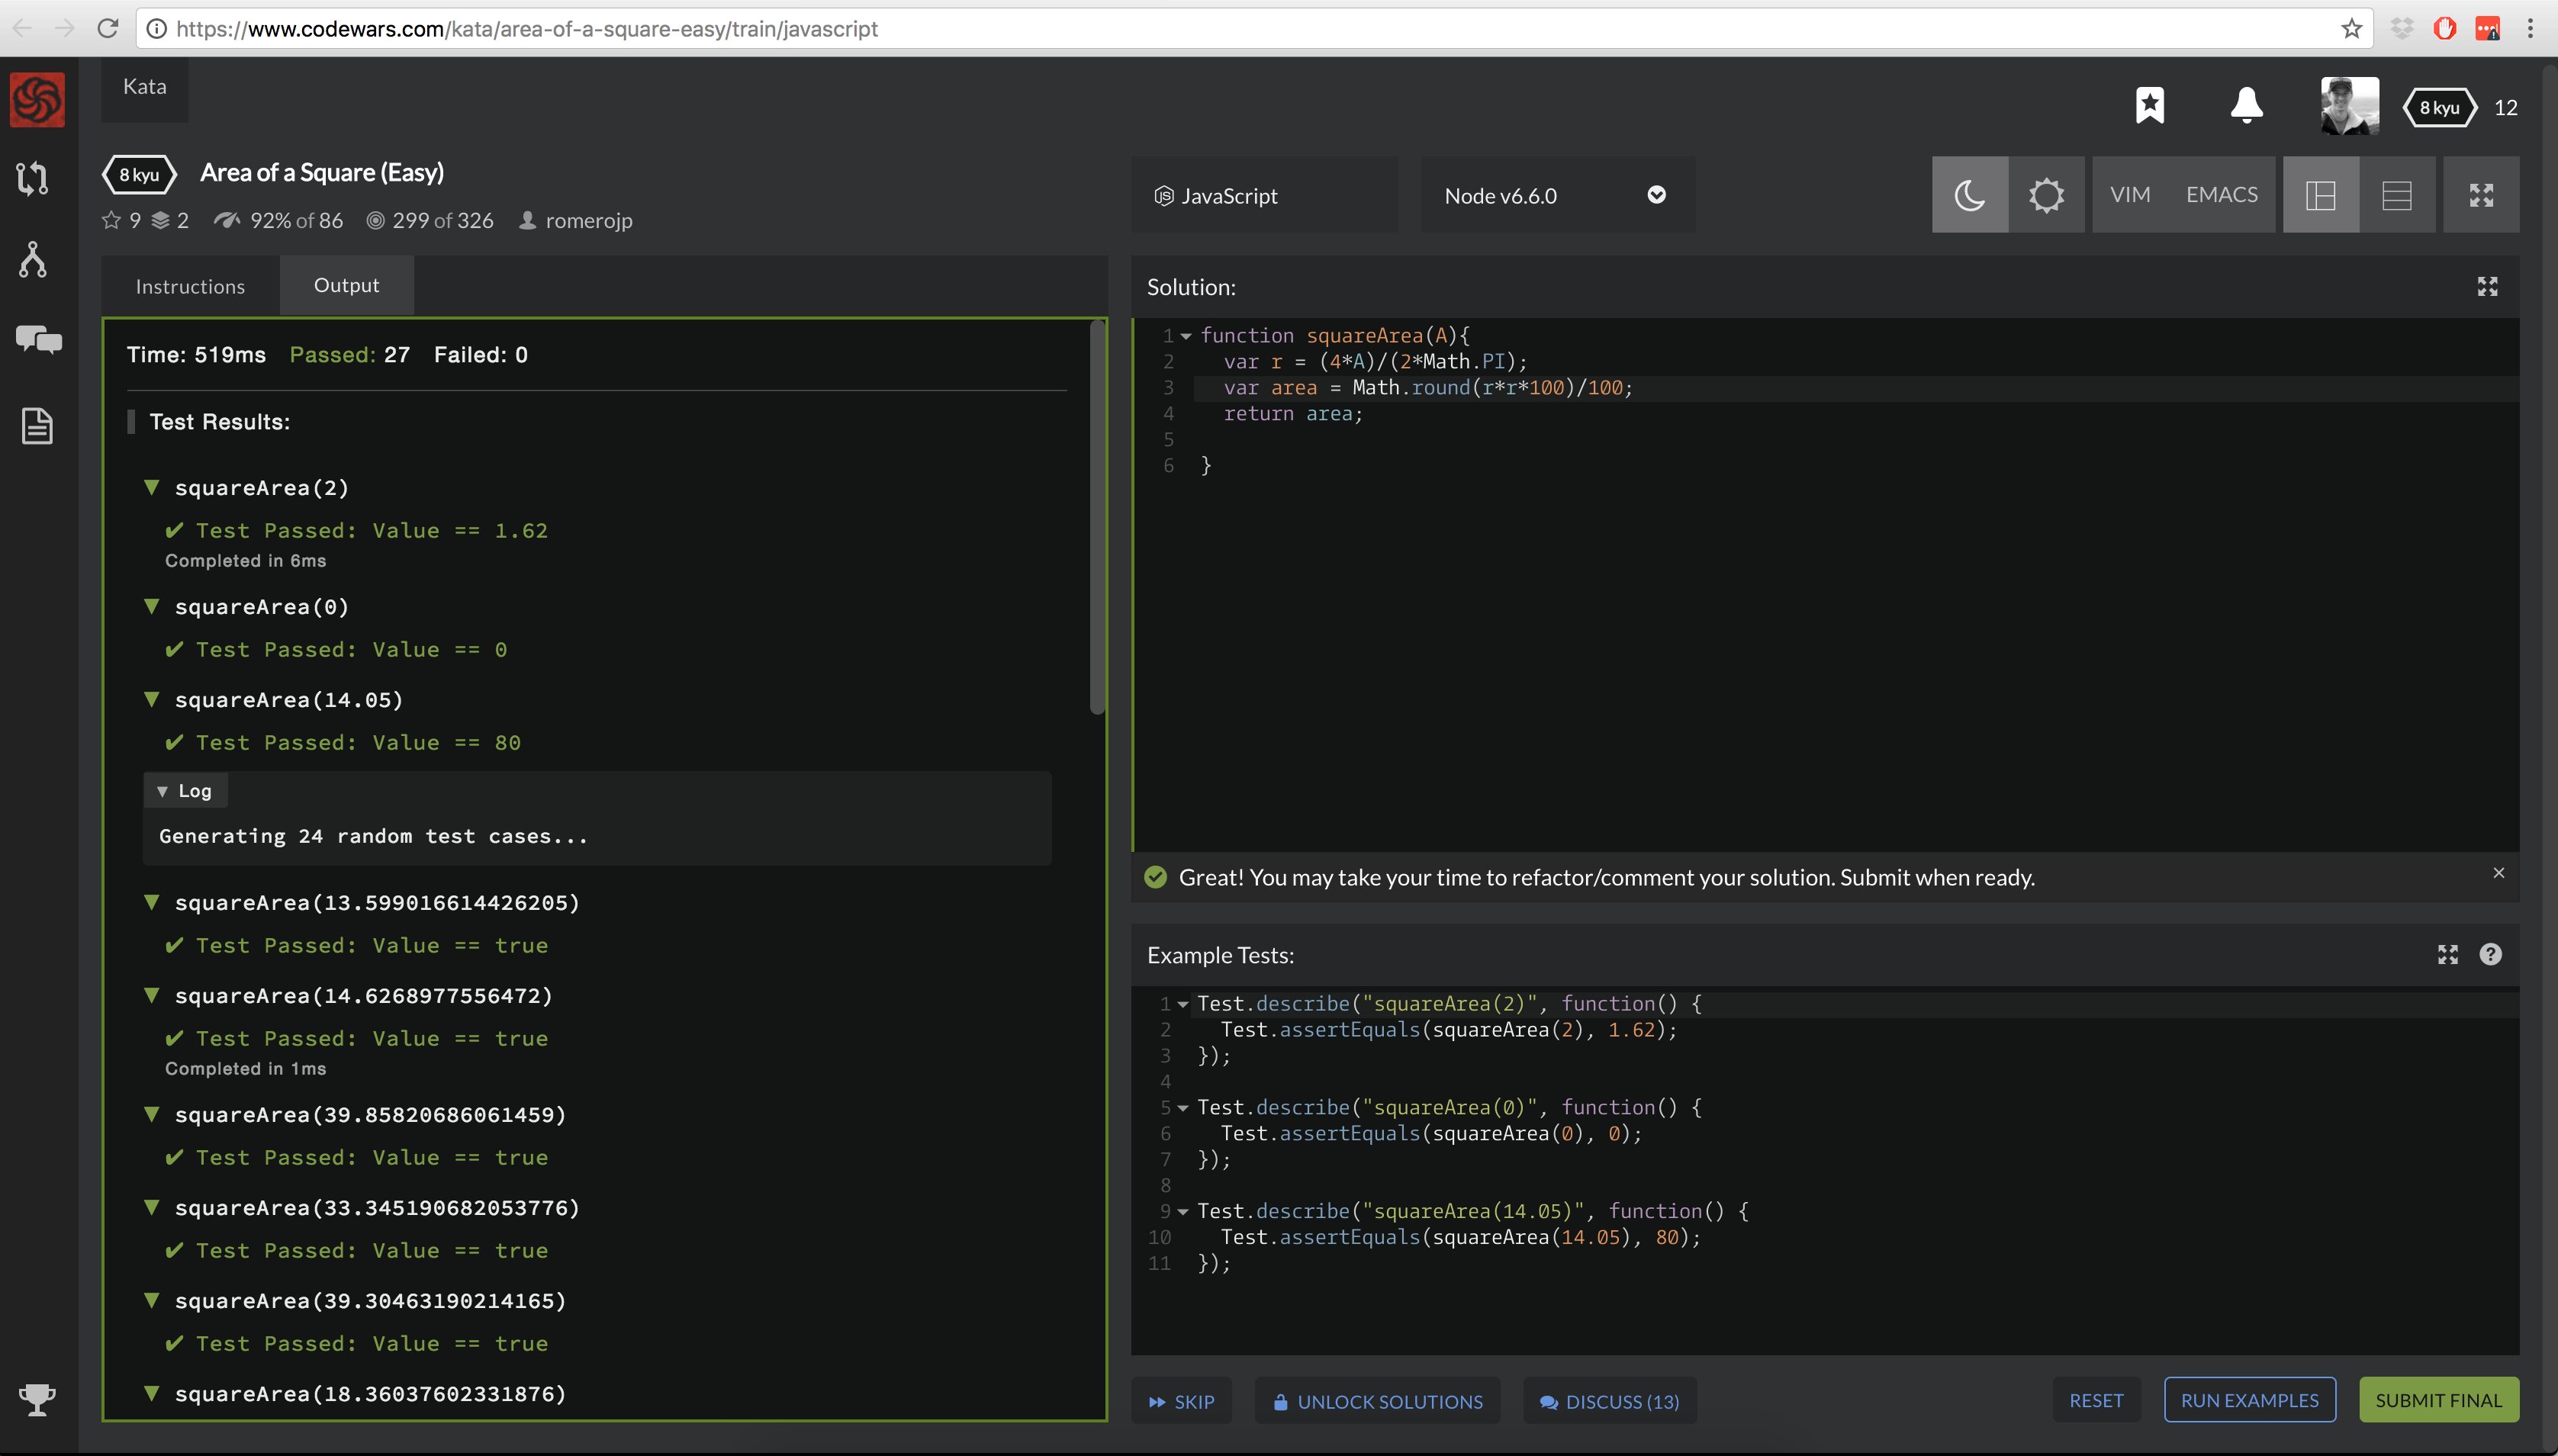 https://www.codewars.com/kata/area-of-a-square-easy/train/javascript
Kata
8 kyu 12
8 kyu Area of a Square (Easy)
9 2 92% of 86 299 of 326 romerojp
JavaScript
Node v6.6.0
VIM EMACS
Instructions Output
Time: 519ms Passed: 27 Failed: 0
Test Results:
squareArea(2)
✔ Test Passed: Value == 1.62
Completed in 6ms
squareArea(0)
✔ Test Passed: Value == 0
squareArea(14.05)
✔ Test Passed: Value == 80
Log
Generating 24 random test cases...
squareArea(13.599016614426205)
✔ Test Passed: Value == true
squareArea(14.6268977556472)
✔ Test Passed: Value == true
Completed in 1ms
squareArea(39.85820686061459)
✔ Test Passed: Value == true
squareArea(33.345190682053776)
✔ Test Passed: Value == true
squareArea(39.30463190214165)
✔ Test Passed: Value == true
squareArea(18.36037602331876)
Solution:
1 function squareArea(A){
2 var r = (4*A)/(2*Math.PI);
3 var area = Math.round(r*r*100)/100;
4 return area;
5
6 }
Great! You may take your time to refactor/comment your solution. Submit when ready.
Example Tests:
1 Test.describe("squareArea(2)", function() {
2 Test.assertEquals(squareArea(2), 1.62);
3 });
4
5 Test.describe("squareArea(0)", function() {
6 Test.assertEquals(squareArea(0), 0);
7 });
8
9 Test.describe("squareArea(14.05)", function() {
10 Test.assertEquals(squareArea(14.05), 80);
11 });
SKIP UNLOCK SOLUTIONS DISCUSS (13) RESET RUN EXAMPLES SUBMIT FINAL